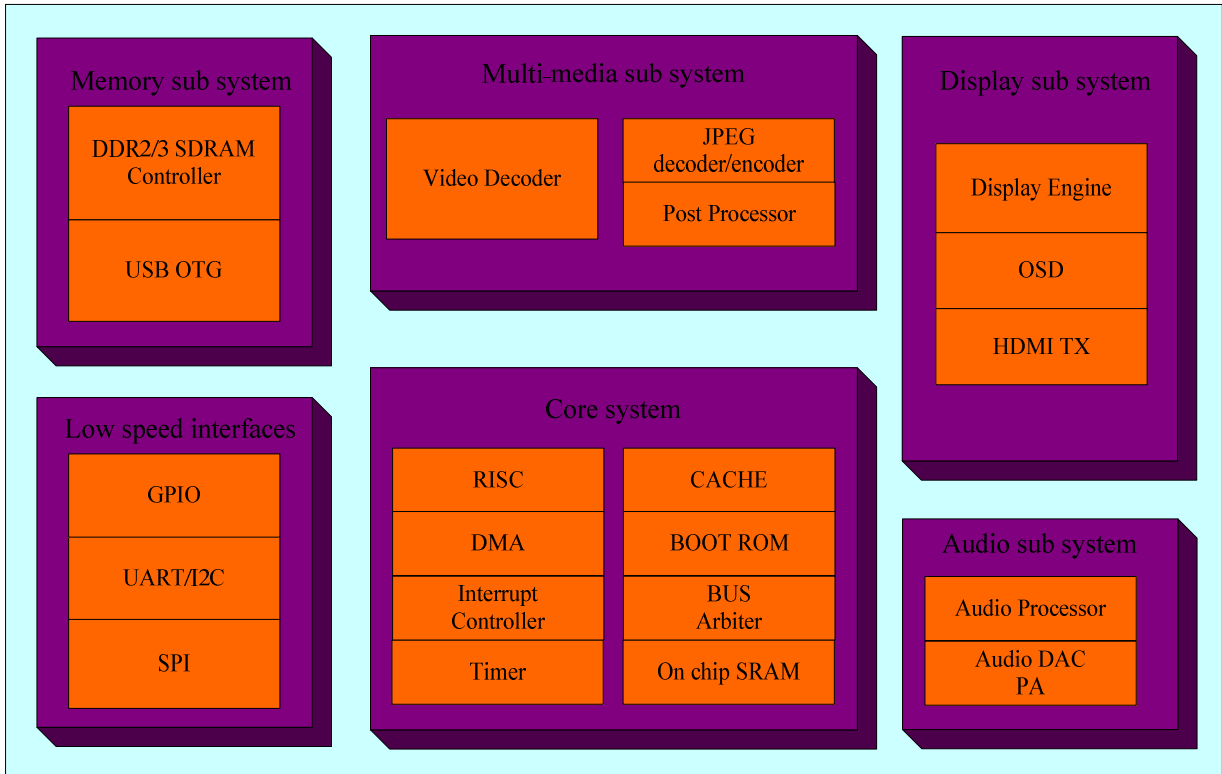 Memory sub system
DDR2/3 SDRAM
Controller
USB OTG
Multi-media sub system
Video Decoder
JPEG
decoder/encoder
Post Processor
Display sub system
Display Engine
OSD
HDMI TX
Low speed interfaces
GPIO
UART/I2C
SPI
Core system
RISC
DMA
Interrupt
Controller
Timer
CACHE
BOOT ROM
BUS
Arbiter
On chip SRAM
Audio sub system
Audio Processor
Audio DAC
PA